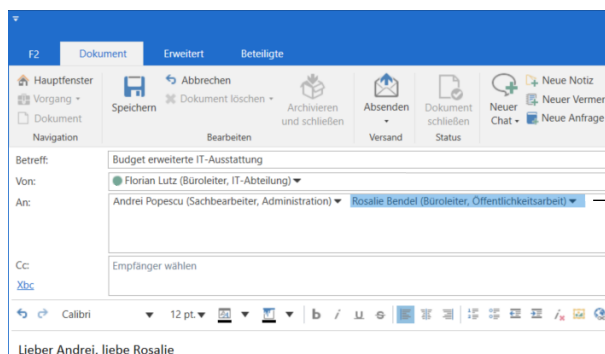 F2 Dokument Erweitert Beteiligte
Hauptfenster
Vorgang
Dokument
Navigation
Speichern
Abbrechen
Dokument löschen
Archivieren
und schließen
Bearbeiten
Absenden
Versand
Dokument
schließen
Status
Neuer
Chat
Neue Notiz
Neuer Vermer
Neue Anfrage
Betreff: Budget erweiterte IT-Ausstattung
Von: Florian Lutz (Büroleiter, IT-Abteilung)
An: Andrei Popescu (Sachbearbeiter, Administration) Rosalie Bendel (Büroleiter, Öffentlichkeitsarbeit)
Cc: Empfänger wählen
Xbc
Calibri 12 pt. b i u S
Lieber Andrei, liebe Rosalie